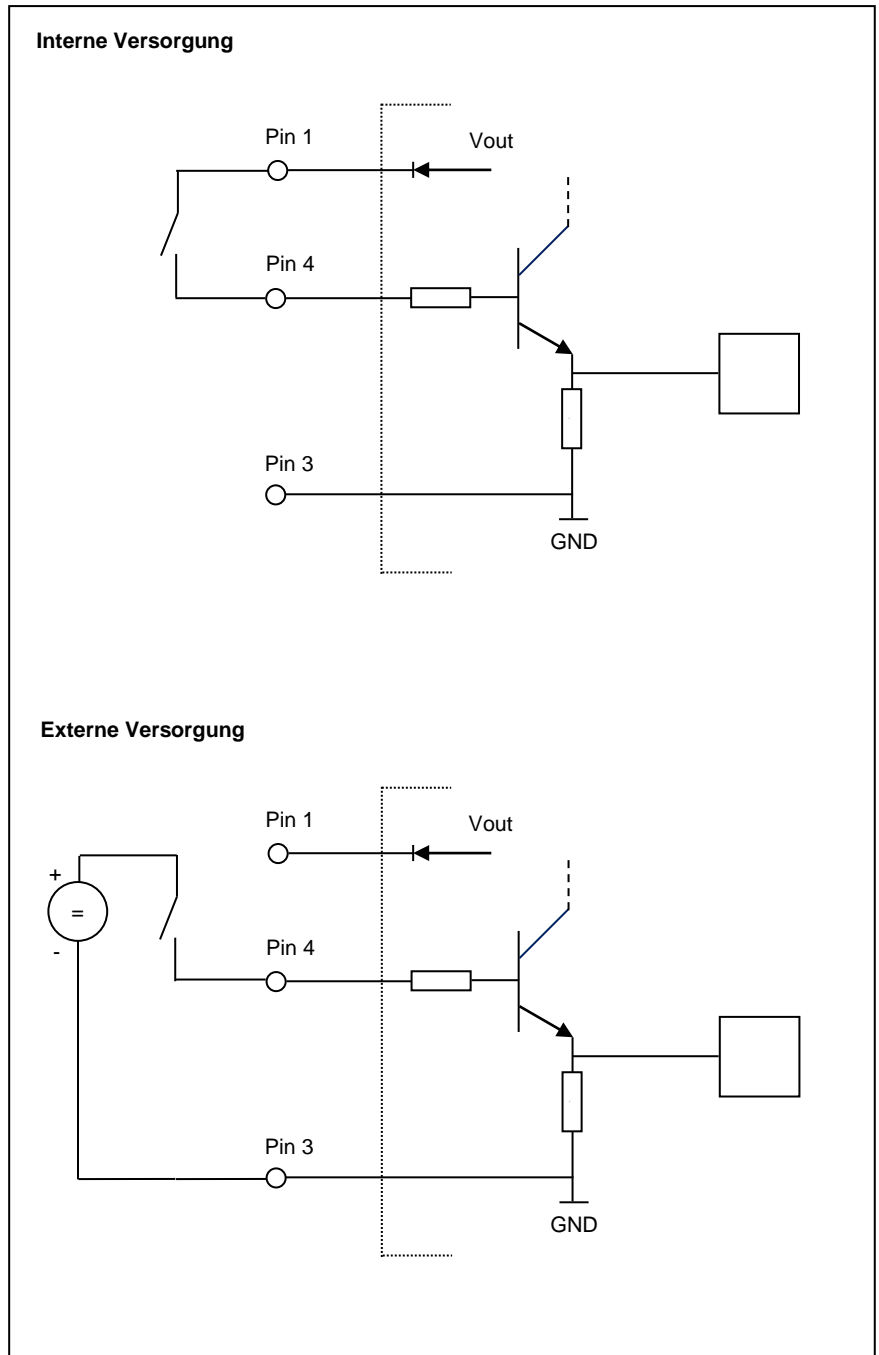 Interne Versorgung
Pin 1
Vout
Pin 4
Pin 3
GND
Externe Versorgung
Pin 1
Vout
+
=
-
Pin 4
Pin 3
GND